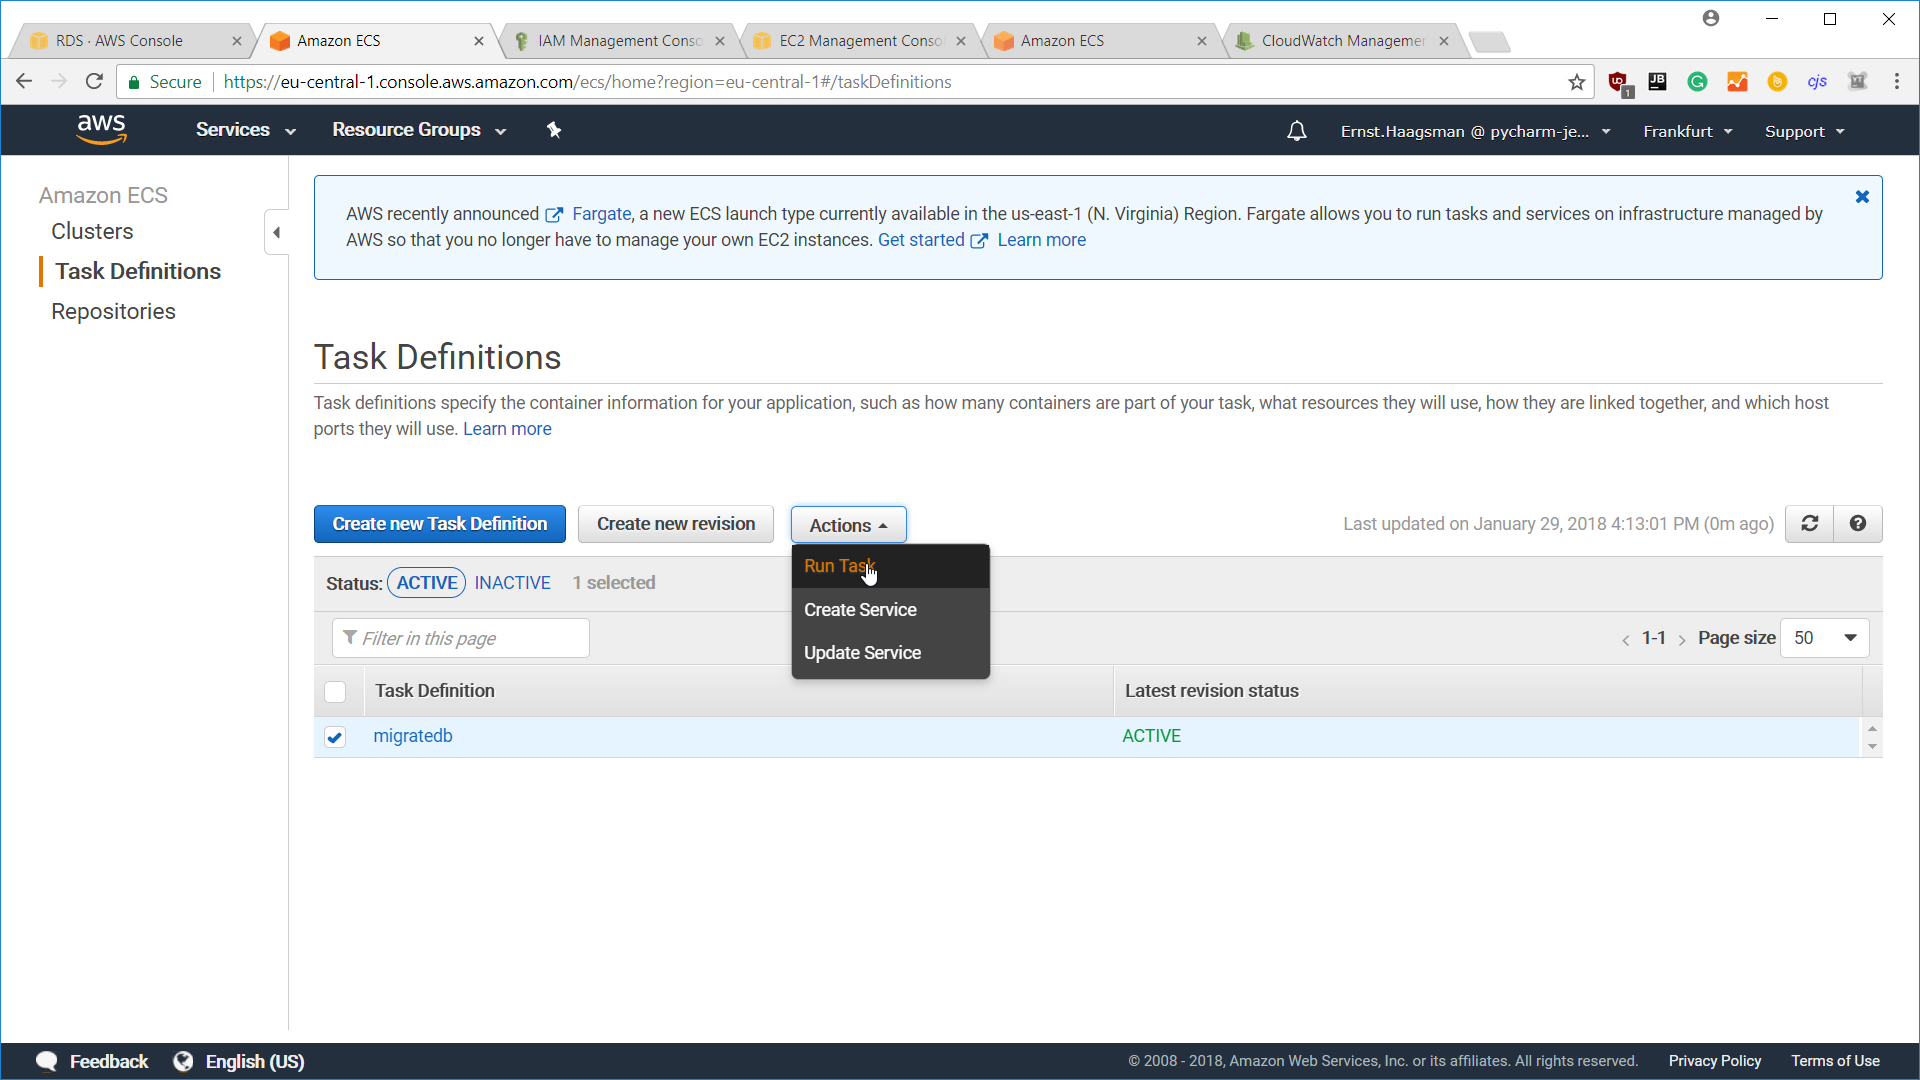 RDS · AWS Console
Amazon ECS
IAM Management Conso
EC2 Management Consol
Amazon ECS
CloudWatch Managemen
Secure
https://eu-central-1.console.aws.amazon.com/ecs/home?region=eu-central-1#/taskDefinitions
1
JB
cjs
aws
Services
Resource Groups
Ernst.Haagsman @ pycharm-je...
Frankfurt
Support
Amazon ECS
Clusters
Task Definitions
Repositories
AWS recently announced Fargate, a new ECS launch type currently available in the us-east-1 (N. Virginia) Region. Fargate allows you to run tasks and services on infrastructure managed by
AWS so that you no longer have to manage your own EC2 instances. Get started Learn more
Task Definitions
Task definitions specify the container information for your application, such as how many containers are part of your task, what resources they will use, how they are linked together, and which host
ports they will use. Learn more
Create new Task Definition
Create new revision
Actions
Last updated on January 29, 2018 4:13:01 PM (0m ago)
Run Task
Create Service
Update Service
Status: ACTIVE INACTIVE 1 selected
Filter in this page
1-1
Page size
50
Task Definition
Latest revision status
migratedb
ACTIVE
Feedback
English (US)
© 2008 - 2018, Amazon Web Services, Inc. or its affiliates. All rights reserved.
Privacy Policy
Terms of Use